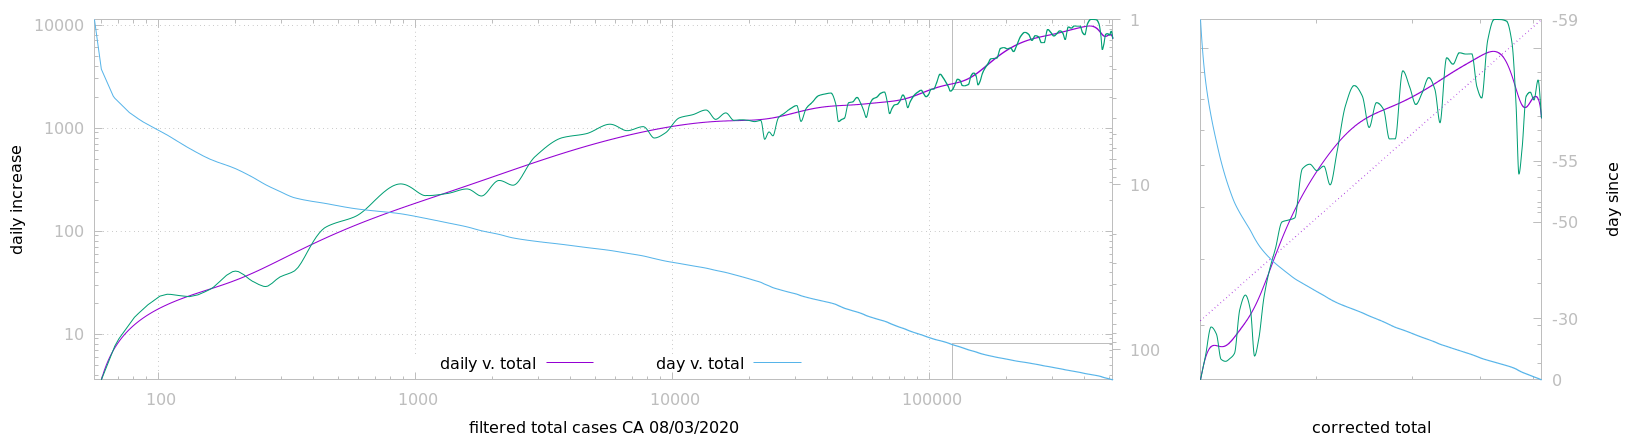 10000
1000
100
10
daily increase
daily v. total
day v. total
100
1000
10000
100000
filtered total cases CA 08/03/2020
1
10
100
-59
-55
-50
-30
0
day since
corrected total